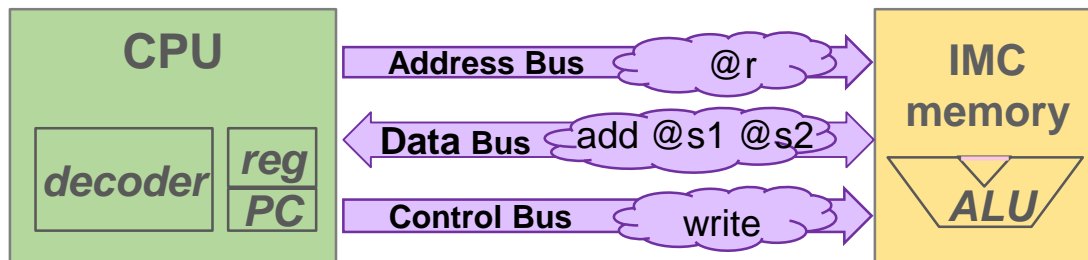 CPU
decoder
reg
PC
Address Bus
@r
Data Bus
add @s1 @s2
Control Bus
write
IMC
memory
ALU